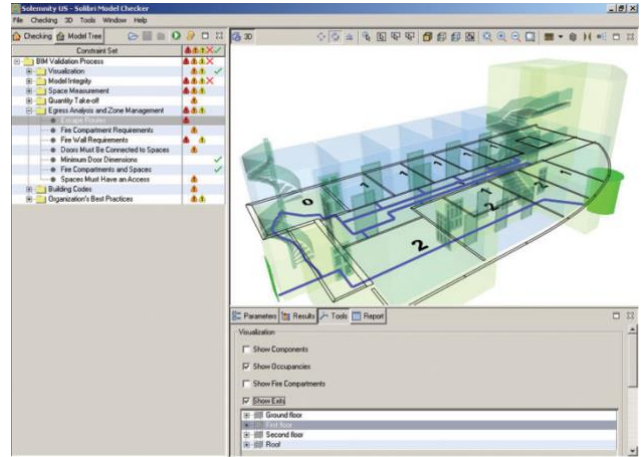 Solemnity US - Solibri Model Checker
File Checking 3D Tools Window Help
Checking Model Tree
3D
Constraint Set
BIM Validation Process
Visualization
Model Integrity
Space Measurement
Quantity Take-off
Egress Analysis and Zone Management
Escape Routes
Fire Compartment Requirements
Fire Wall Requirements
Doors Must Be Connected to Spaces
Minimum Door Dimensions
Fire Compartments and Spaces
Spaces Must Have an Access
Building Codes
Organization's Best Practices
0
1
1
1
1
1
2
2
Parameters Results Tools Report
Visualization
Show Components
Show Occupancies
Show Fire Compartments
Show Exits
Ground floor
First floor
Second floor
Roof